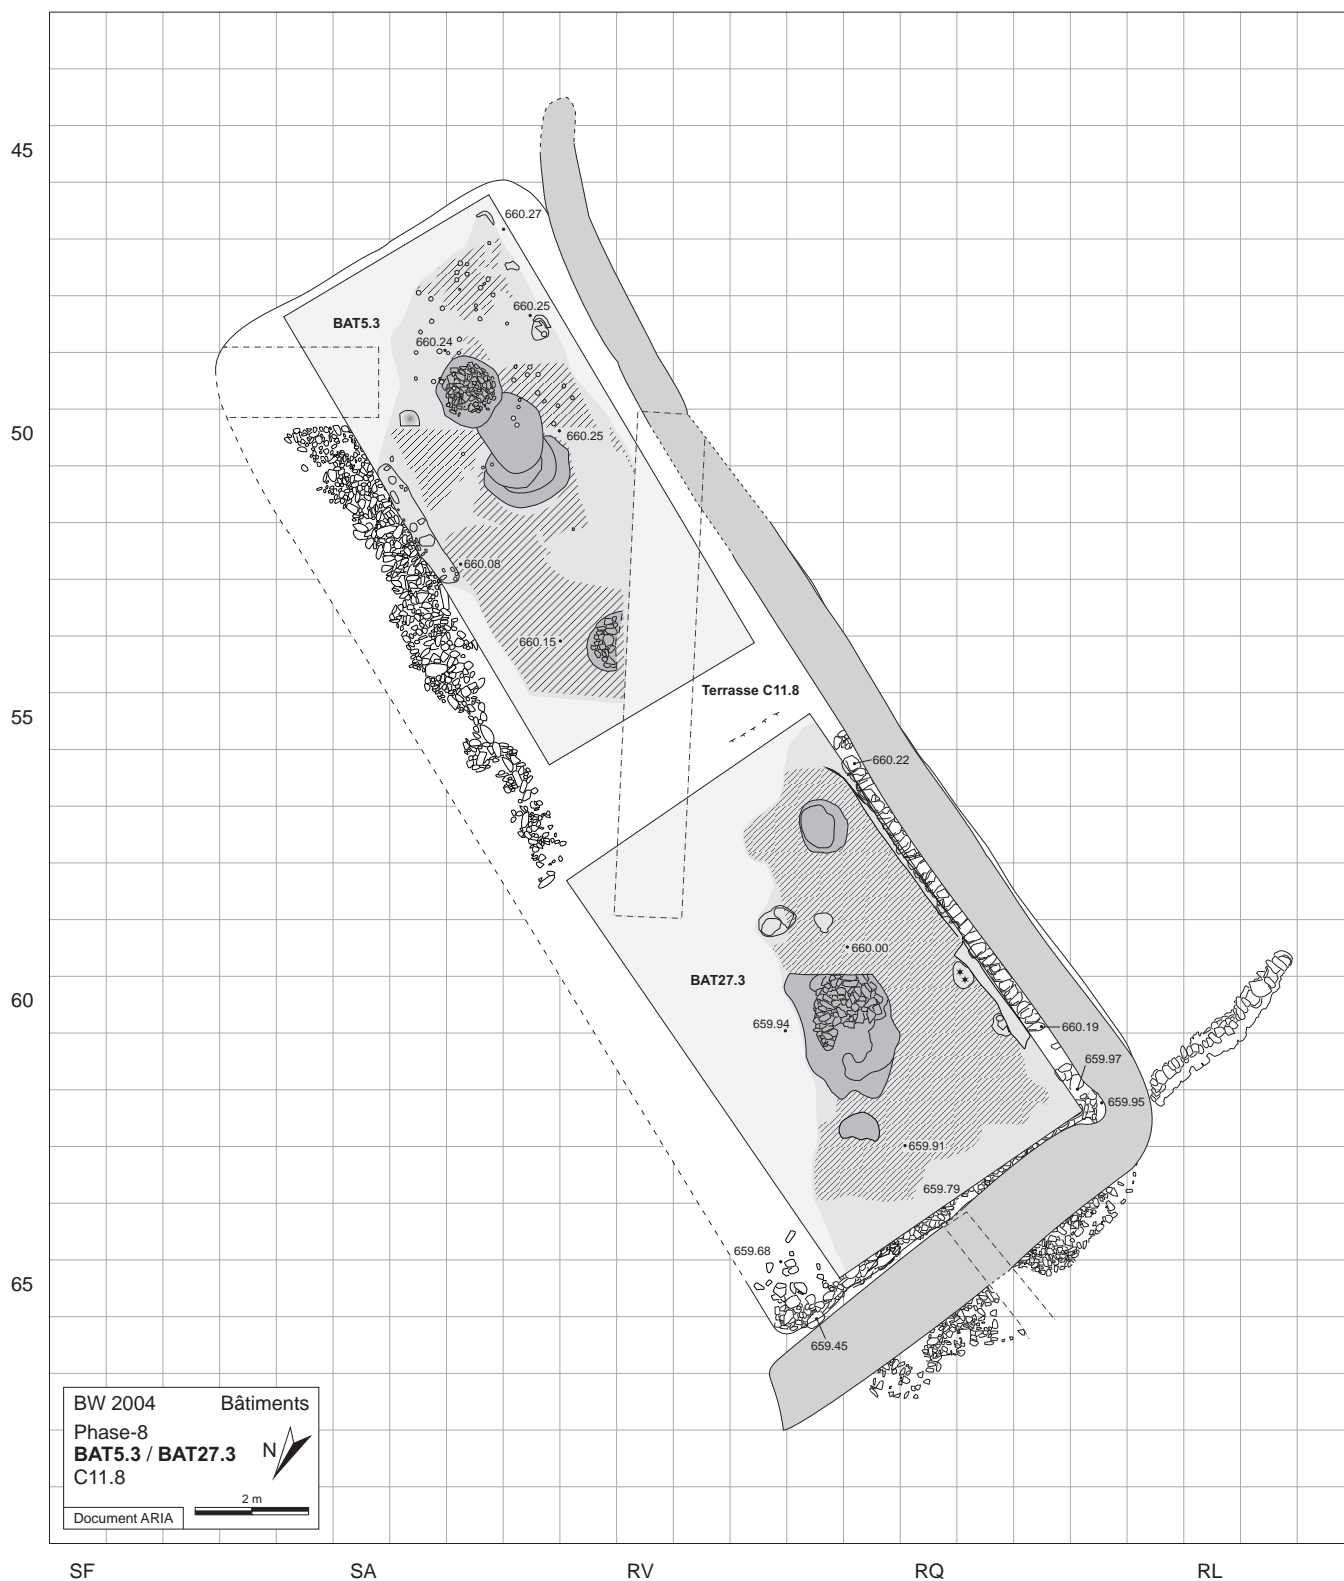 45
660.27
660.25
BAT5.3
660.24
50
660.25
660.08
660.15
Terrasse C11.8
55
660.22
660.00
BAT27.3
60
659.94
660.19
659.97
659.95
659.91
659.79
659.68
65
659.45
BW 2004 Bâtiments
Phase-8
BAT5.3 / BAT27.3 N
C11.8
2 m
Document ARIA
SF SA RV RQ RL